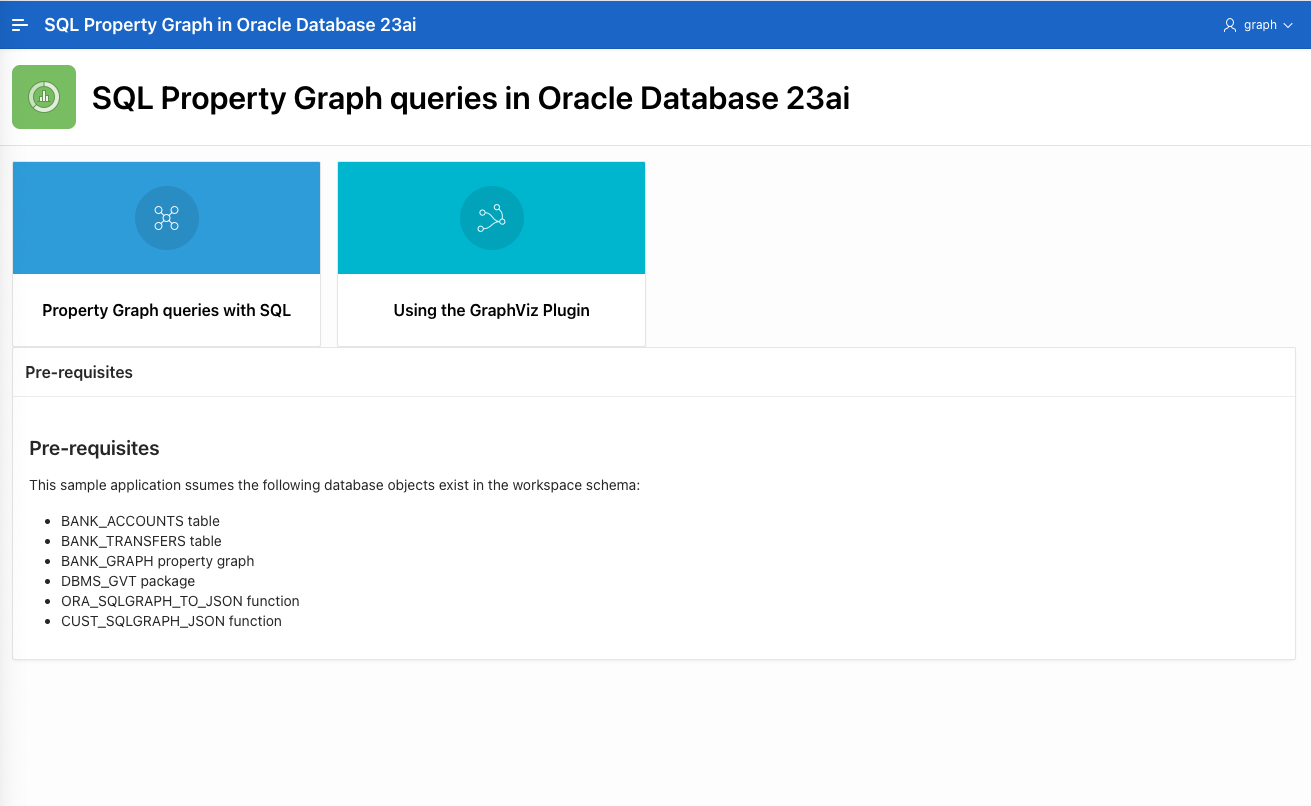 SQL Property Graph in Oracle Database 23ai
graph
SQL Property Graph queries in Oracle Database 23ai
Property Graph queries with SQL
Using the GraphViz Plugin
Pre-requisites
Pre-requisites
This sample application ssumes the following database objects exist in the workspace schema:
BANK_ACCOUNTS table
BANK_TRANSFERS table
BANK_GRAPH property graph
DBMS_GVT package
ORA_SQLGRAPH_TO_JSON function
CUST_SQLGRAPH_JSON function